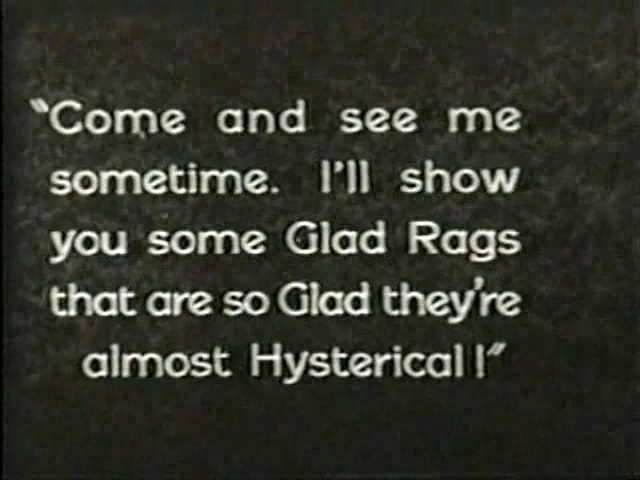 "Come and see me
sometime. I'll show
you some Glad Rags
that are so Glad they're
almost Hysterical!"